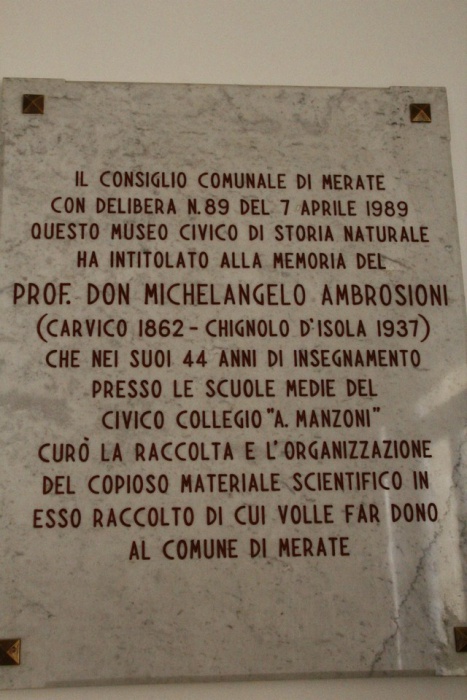 IL CONSIGLIO COMUNALE DI MERATE
CON DELIBERA N.89 DEL 7 APRILE 1989
QUESTO MUSEO CIVICO DI STORIA NATURALE
HA INTITOLATO ALLA MEMORIA DEL
PROF. DON MICHELANGELO AMBROSIONI
(CARVICO 1862 - CHIGNOLO D'ISOLA 1937)
CHE NEI SUOI 44 ANNI DI INSEGNAMENTO
PRESSO LE SCUOLE MEDIE DEL
CIVICO COLLEGIO "A. MANZONI"
CURÒ LA RACCOLTA E L'ORGANIZZAZIONE
DEL COPIOSO MATERIALE SCIENTIFICO IN
ESSO RACCOLTO DI CUI VOLLE FAR DONO
AL COMUNE DI MERATE